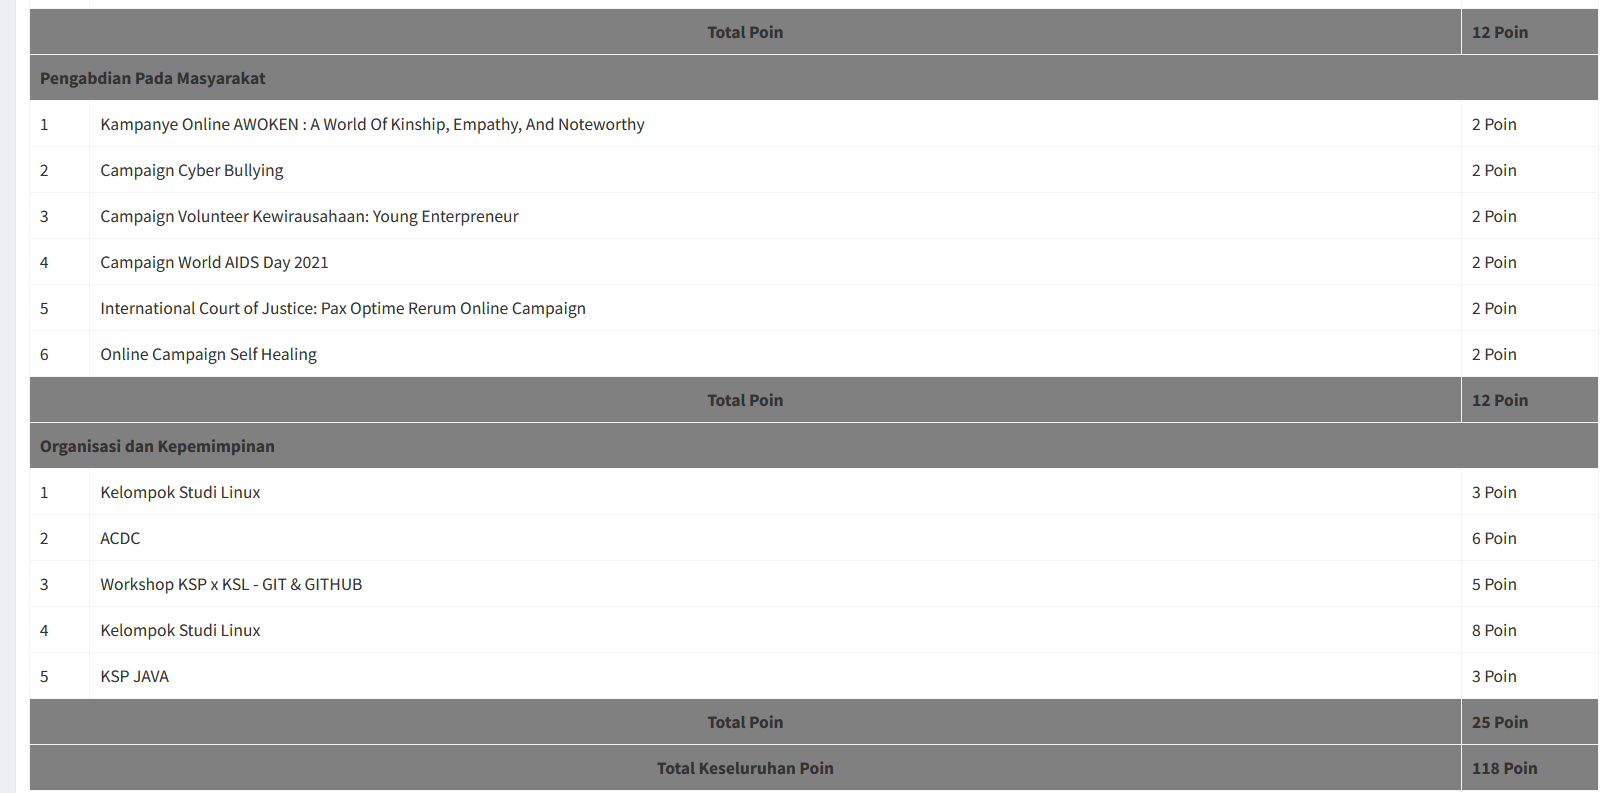 Total Poin 12 Poin
Pengabdian Pada Masyarakat
1 Kampanye Online AWOKEN : A World Of Kinship, Empathy, And Noteworthy 2 Poin
2 Campaign Cyber Bullying 2 Poin
3 Campaign Volunteer Kewirausahaan: Young Enterpreneur 2 Poin
4 Campaign World AIDS Day 2021 2 Poin
5 International Court of Justice: Pax Optime Rerum Online Campaign 2 Poin
6 Online Campaign Self Healing 2 Poin
Total Poin 12 Poin
Organisasi dan Kepemimpinan
1 Kelompok Studi Linux 3 Poin
2 ACDC 6 Poin
3 Workshop KSP x KSL - GIT & GITHUB 5 Poin
4 Kelompok Studi Linux 8 Poin
5 KSP JAVA 3 Poin
Total Poin 25 Poin
Total Keseluruhan Poin 118 Poin